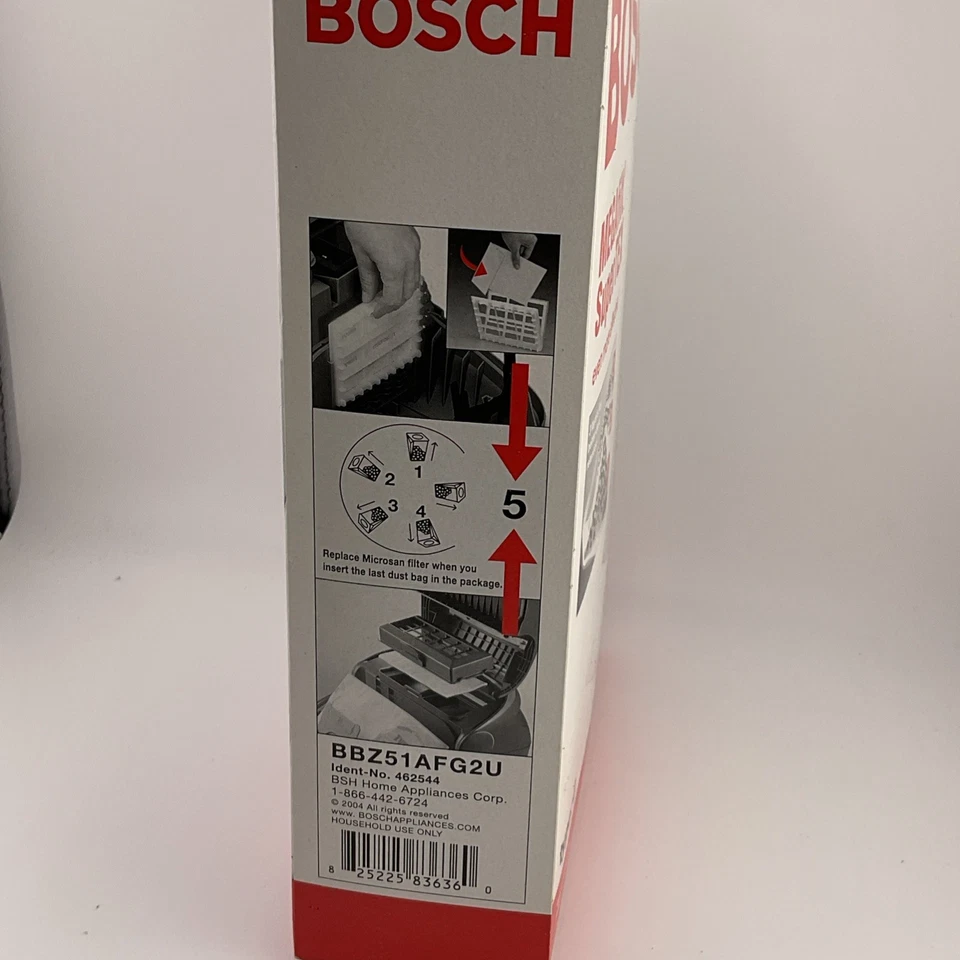 BOSCH
1
2
3
4
5
Replace Microsan filter when you
insert the last dust bag in the package.
BBZ51AFG2U
Ident-No. 462544
BSH Home Appliances Corp.
1-866-442-6724
© 2004 All rights reserved
www.BOSCHAPPLIANCES.COM
HOUSEHOLD USE ONLY
8 25225 83636 0